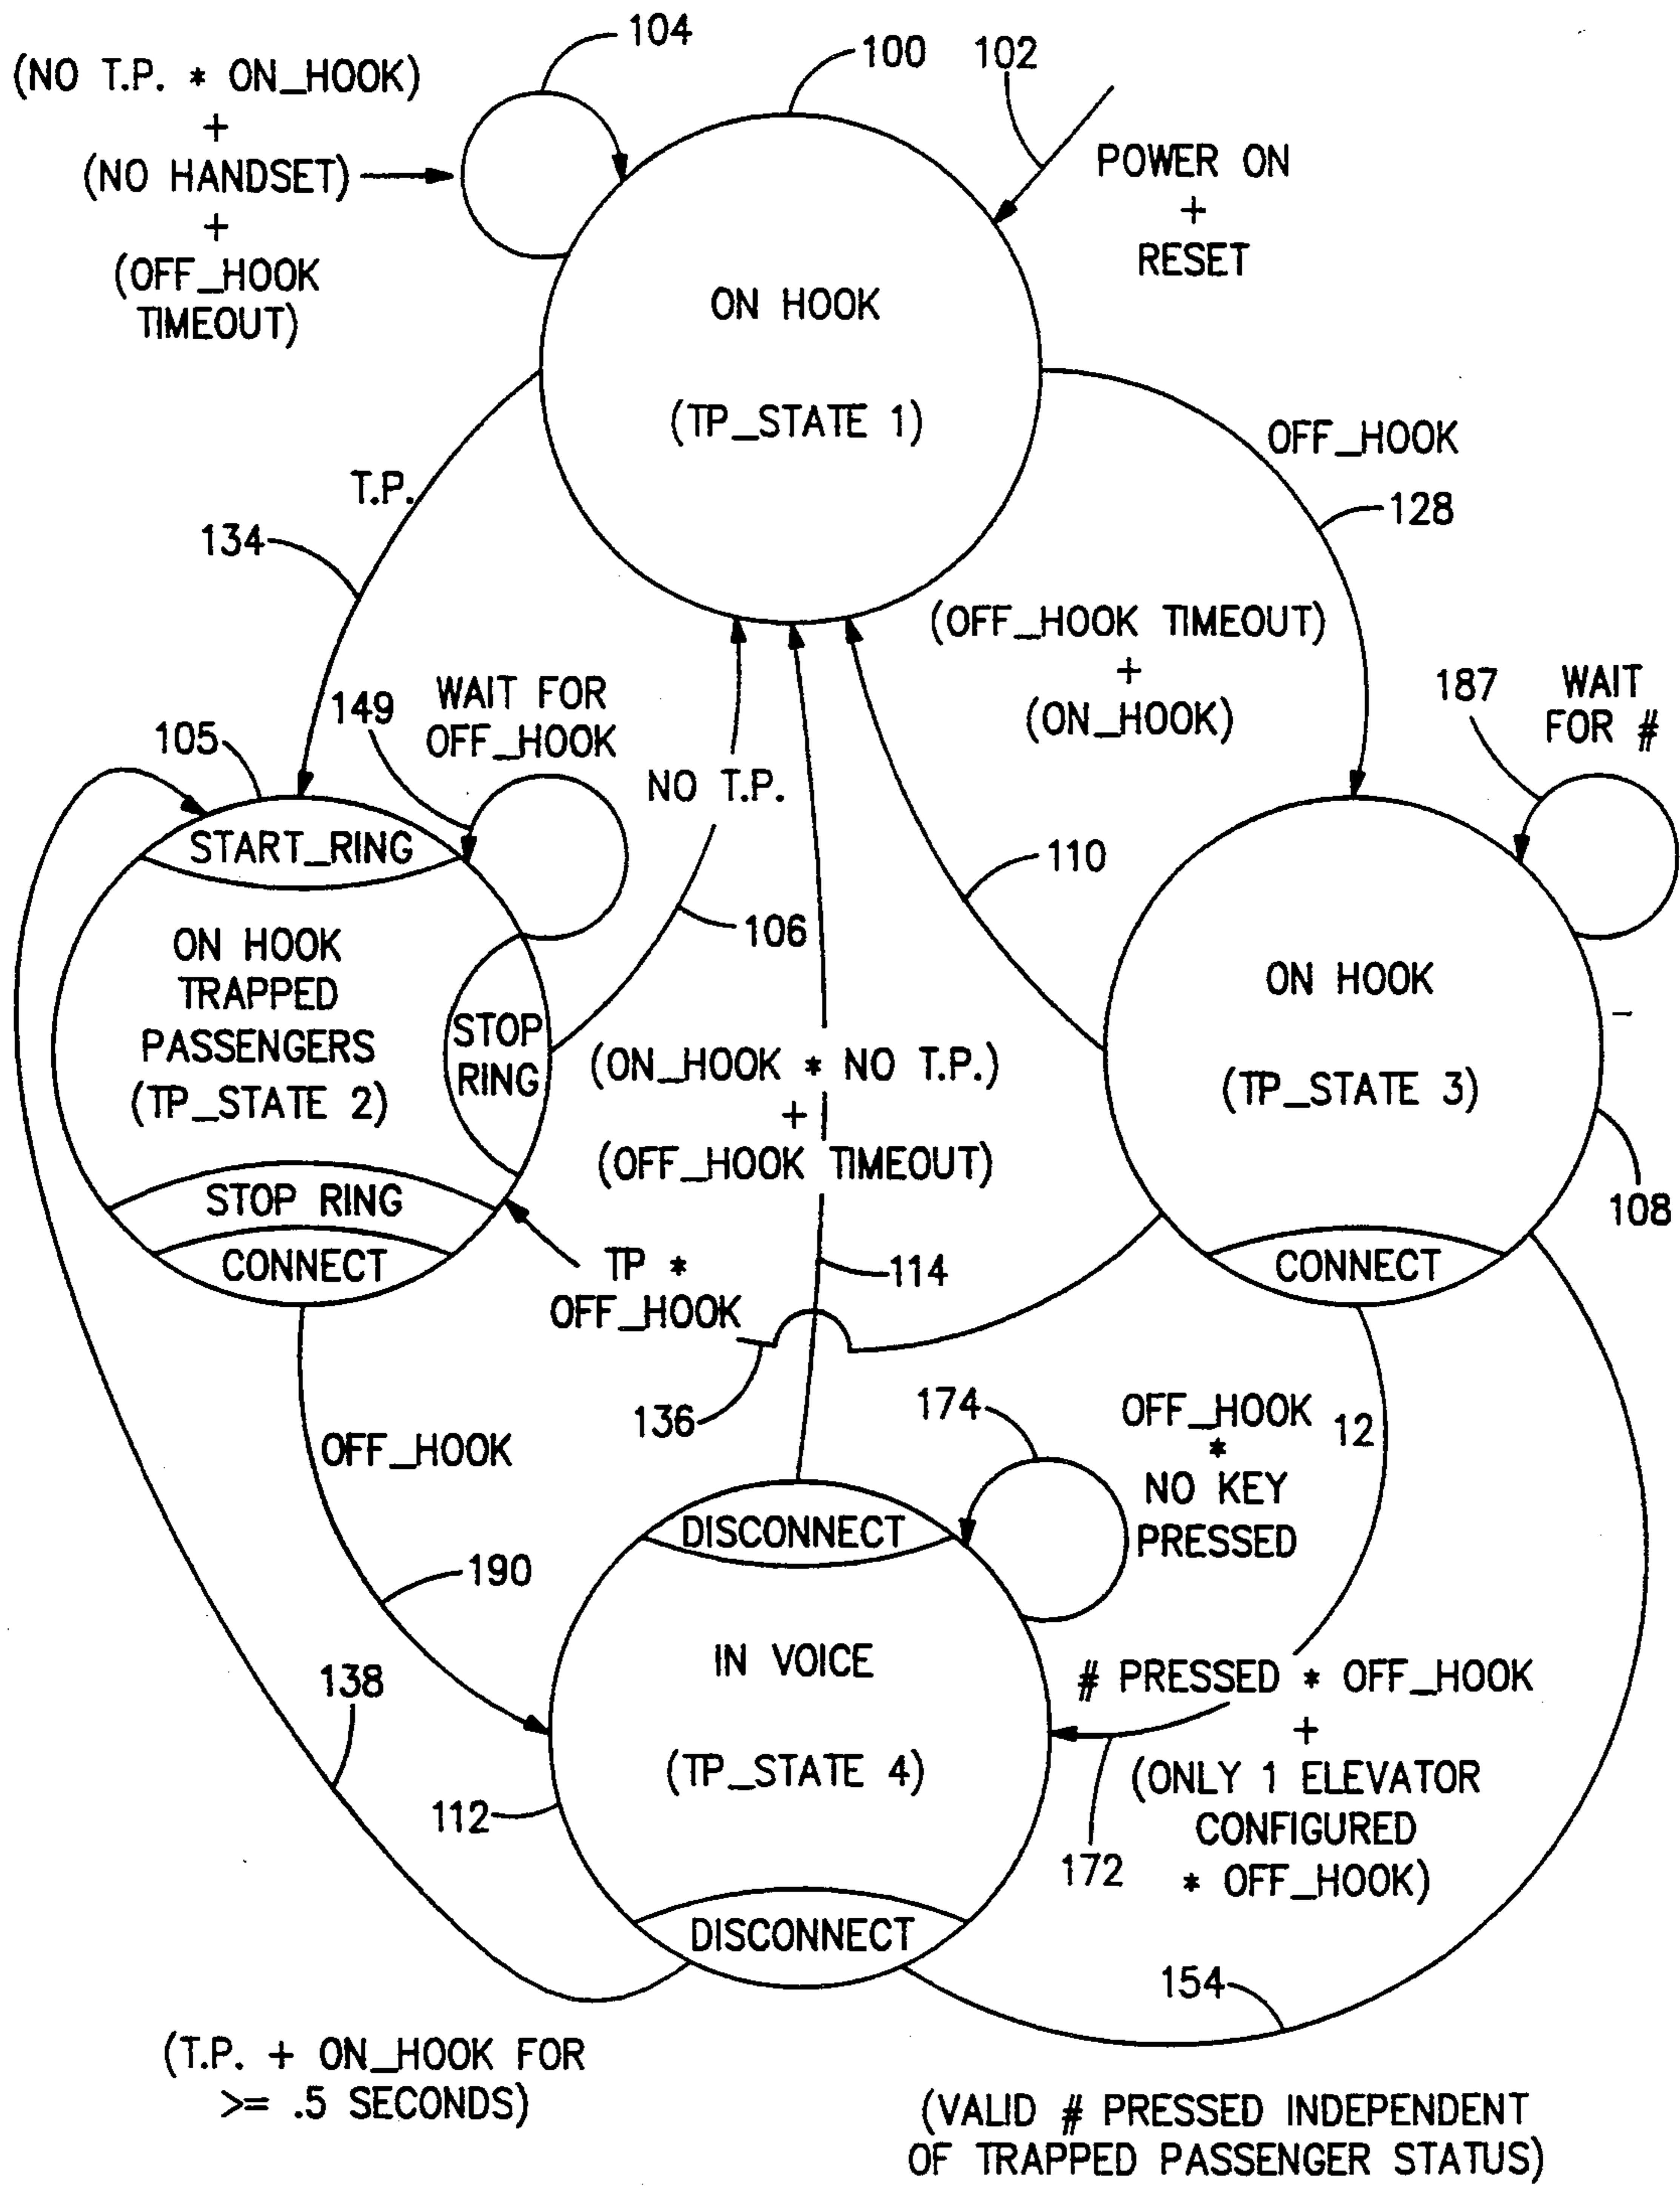 104
100
102
(NO T.P. * ON_HOOK)
+
(NO HANDSET)
+
(OFF_HOOK
TIMEOUT)
POWER ON
+
RESET
ON HOOK
(TP_STATE 1)
T.P.
134
OFF_HOOK
128
(OFF_HOOK TIMEOUT)
+
(ON_HOOK)
187
WAIT
FOR #
149
WAIT FOR
OFF_HOOK
105
NO T.P.
START_RING
110
106
ON HOOK
TRAPPED
PASSENGERS
(TP_STATE 2)
STOP
RING
STOP RING
CONNECT
(ON_HOOK * NO T.P.)
+
(OFF_HOOK TIMEOUT)
ON HOOK
(TP_STATE 3)
108
CONNECT
TP *
OFF_HOOK
114
136
174
OFF_HOOK
*
NO KEY
PRESSED
12
OFF_HOOK
190
DISCONNECT
IN VOICE
(TP_STATE 4)
# PRESSED * OFF_HOOK
+
(ONLY 1 ELEVATOR
CONFIGURED
* OFF_HOOK)
138
112
172
DISCONNECT
154
(T.P. + ON_HOOK FOR
>= .5 SECONDS)
(VALID # PRESSED INDEPENDENT
OF TRAPPED PASSENGER STATUS)